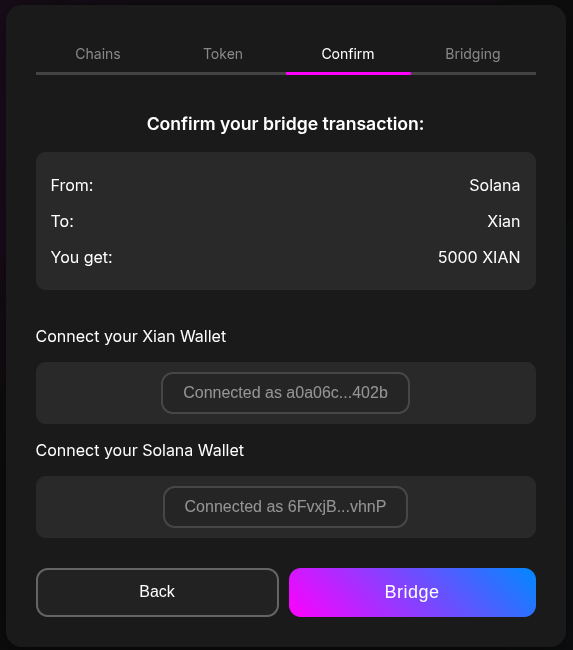 Chains Token Confirm Bridging
Confirm your bridge transaction:
From: Solana
To: Xian
You get: 5000 XIAN
Connect your Xian Wallet
Connected as a0a06c...402b
Connect your Solana Wallet
Connected as 6FvxjB...vhnP
Back Bridge